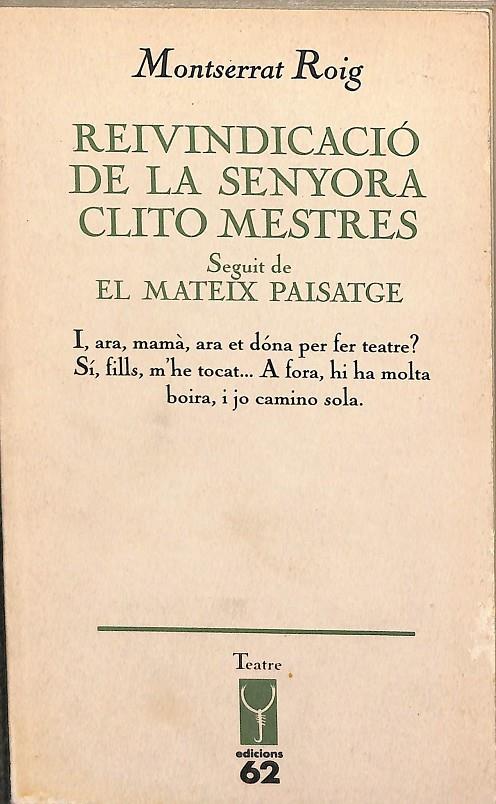 Montserrat Roig
REIVINDICACIÓ
DE LA SENYORA
CLITO MESTRES
Seguit de
EL MATEIX PAISATGE
I, ara, mamà, ara et dóna per fer teatre?
Sí, fills, m'he tocat... A fora, hi ha molta
boira, i jo camino sola.
Teatre
edicions
62